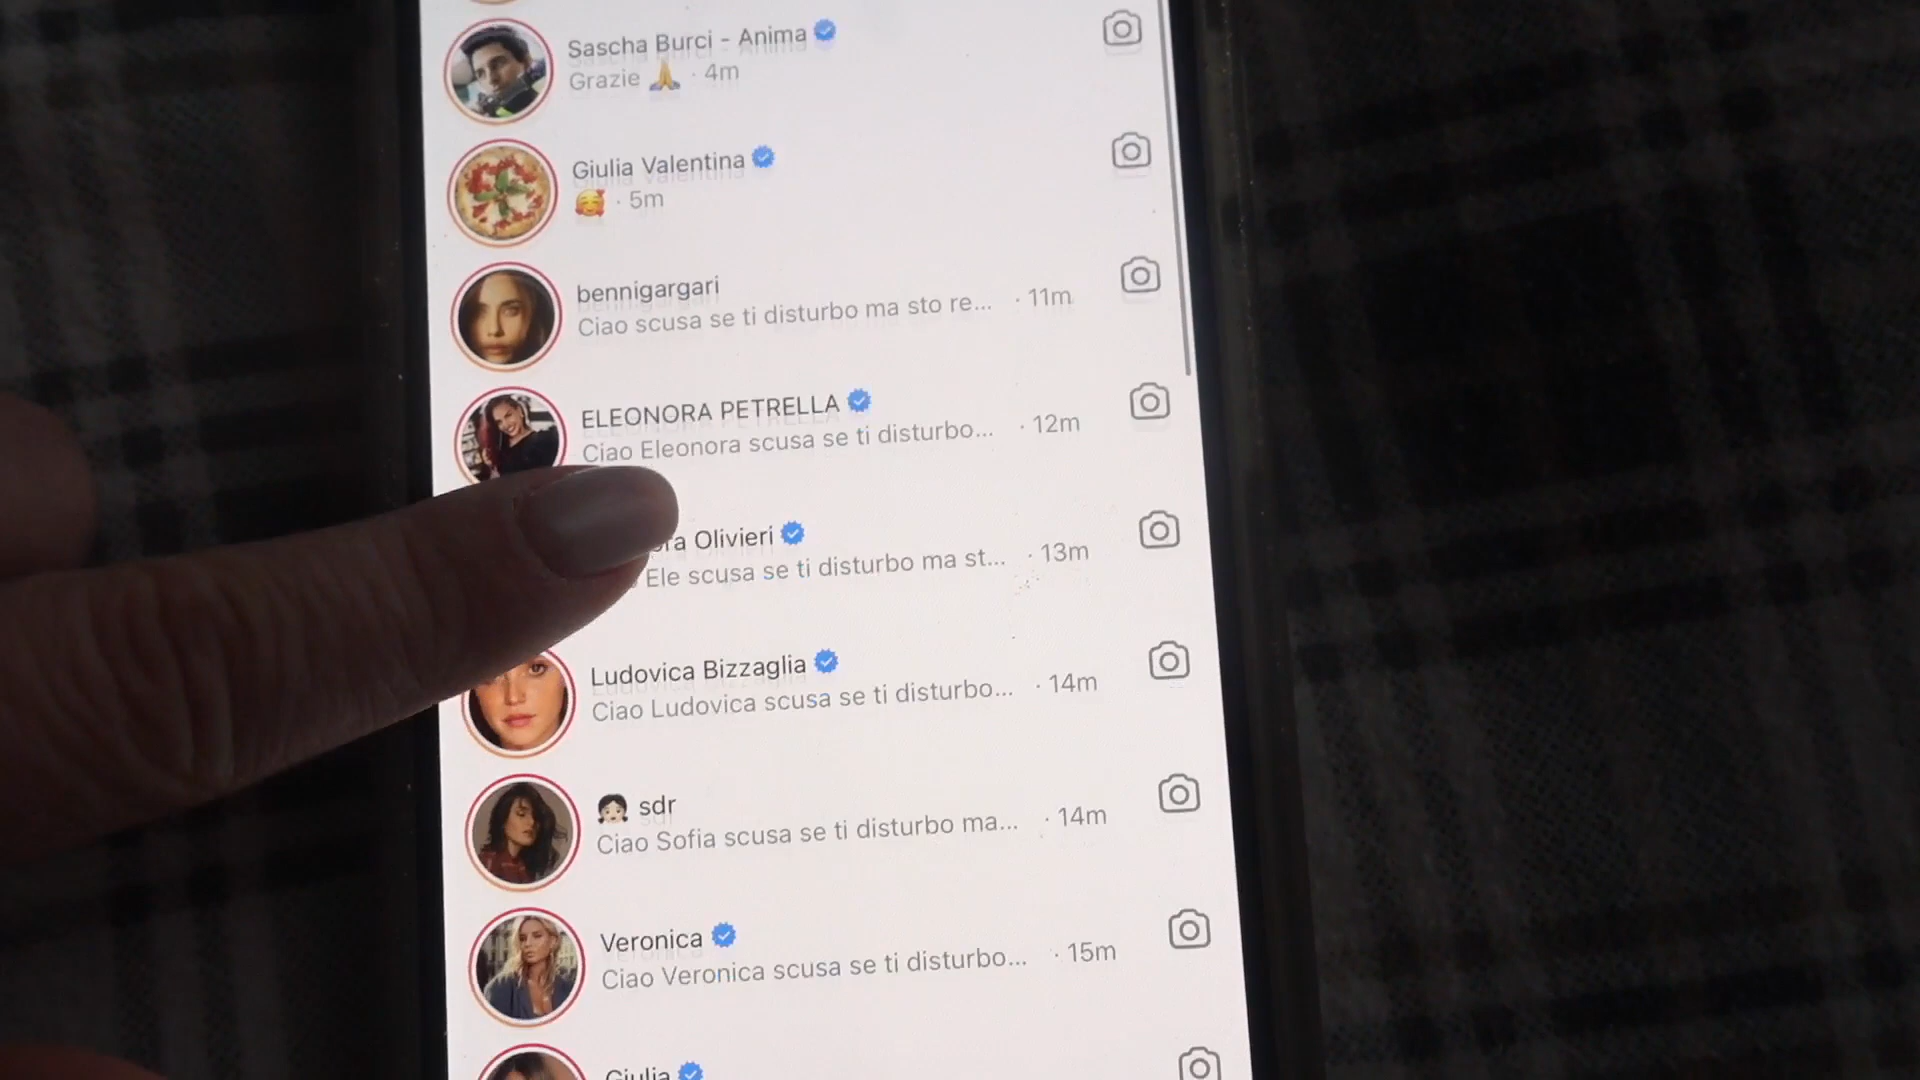 Sascha Burci - Anima
Grazie 🙏 · 4m
Giulia Valentina
🥰 · 5m
bennigargari
Ciao scusa se ti disturbo ma sto re... · 11m
ELEONORA PETRELLA
Ciao Eleonora scusa se ti disturbo... · 12m
Olivieri
Ele scusa se ti disturbo ma st... · 13m
Ludovica Bizzaglia
Ciao Ludovica scusa se ti disturbo... · 14m
👧🏻 sdr
Ciao Sofia scusa se ti disturbo ma... · 14m
Veronica
Ciao Veronica scusa se ti disturbo... · 15m
Giulia